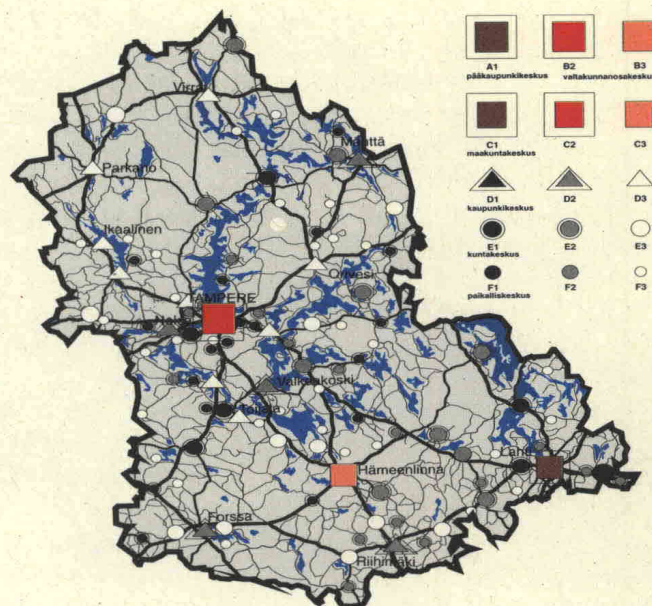 A1 B2 B3
pääkaupunkikeskus valtakunnanosakeskus
C1 C2 C3
maakuntakeskus
D1 D2 D3
kaupunkikeskus
E1 E2 E3
kuntakeskus
F1 F2 F3
paikalliskeskus
Virrat
Mänttä
Parkano
Ikaalinen
Orivesi
TAMPERE
Valkeakoski
Toijala
Lahti
Hämeenlinna
Forssa
Riihimäki